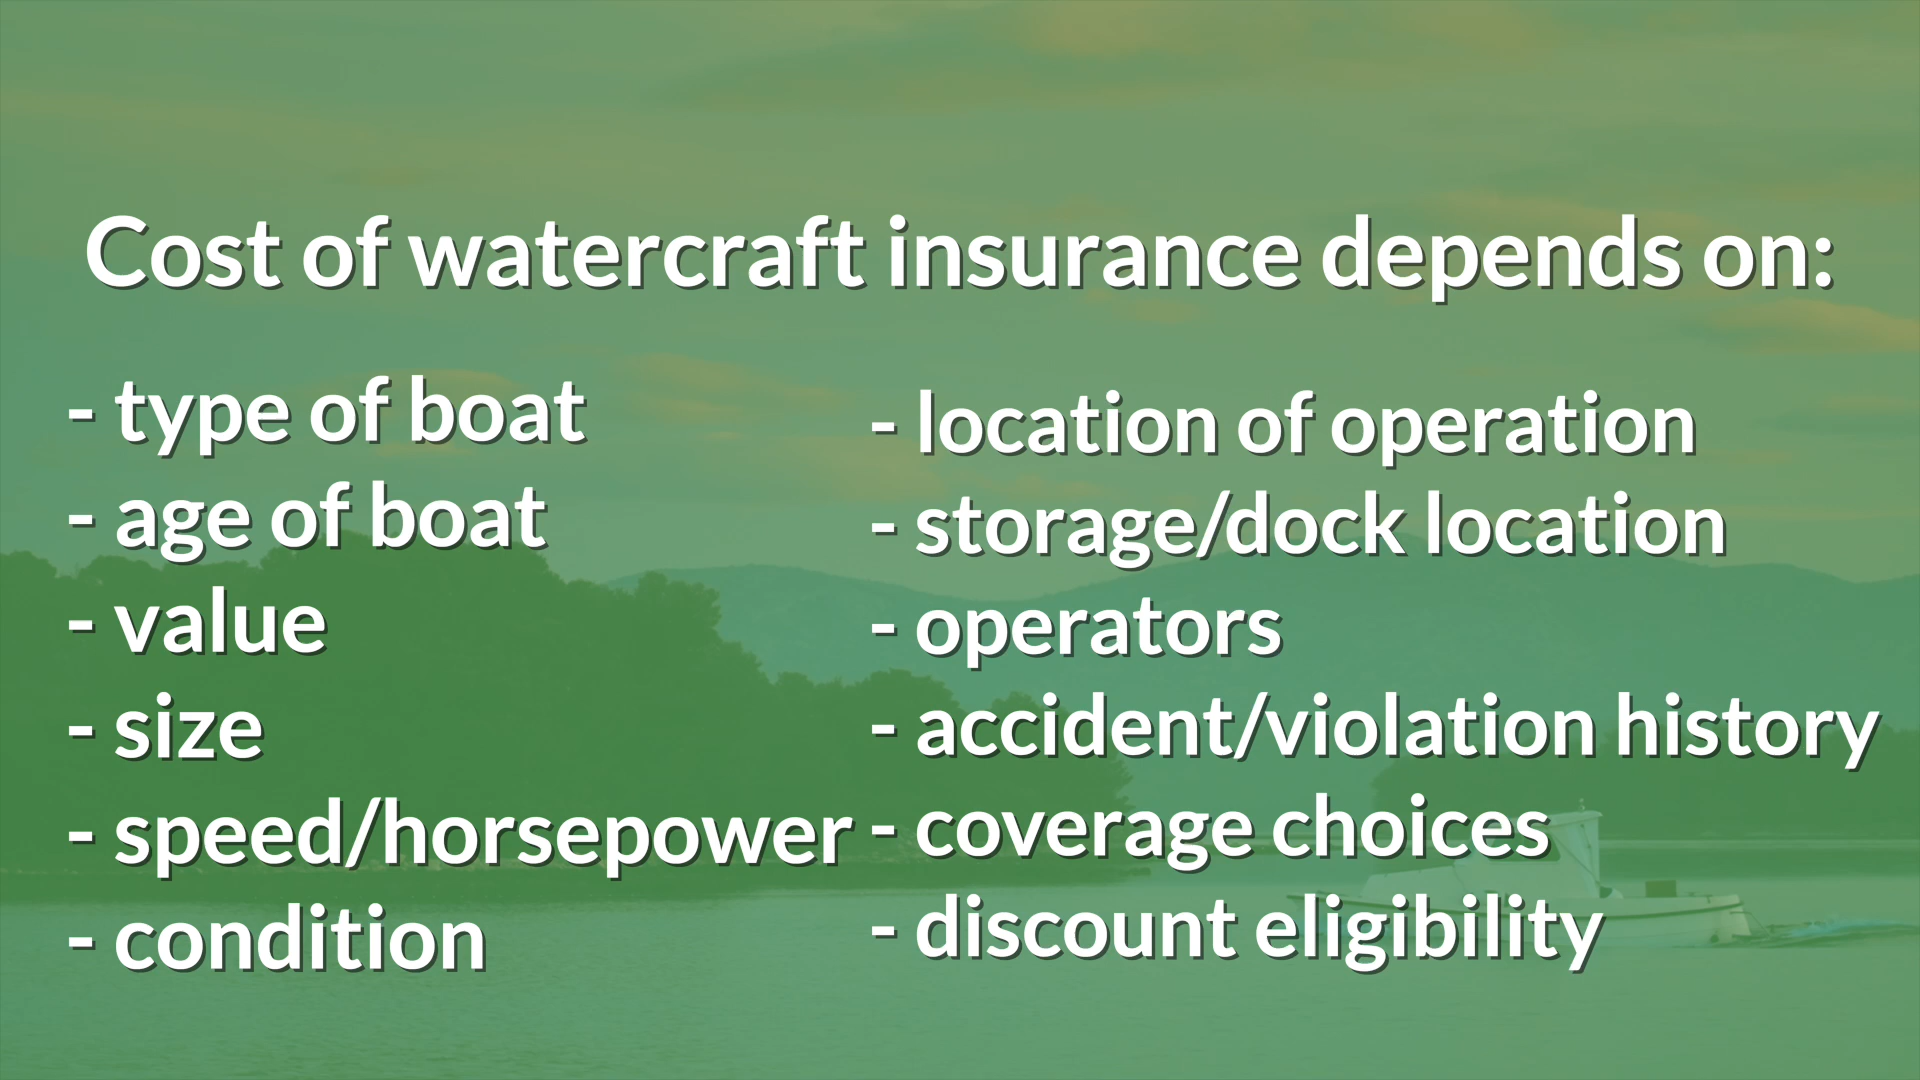 Cost of watercraft insurance depends on:
- type of boat
- age of boat
- value
- size
- speed/horsepower
- condition
- location of operation
- storage/dock location
- operators
- accident/violation history
- coverage choices
- discount eligibility